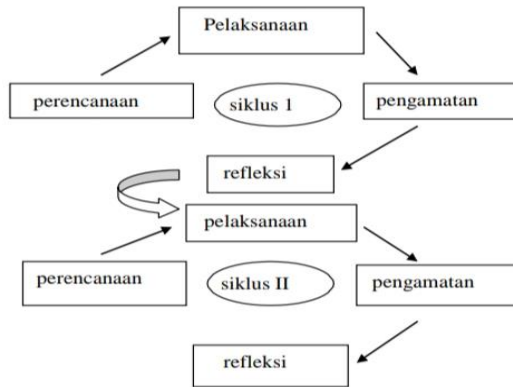 Pelaksanaan
perencanaan
siklus 1
pengamatan
refleksi
pelaksanaan
perencanaan
siklus II
pengamatan
refleksi